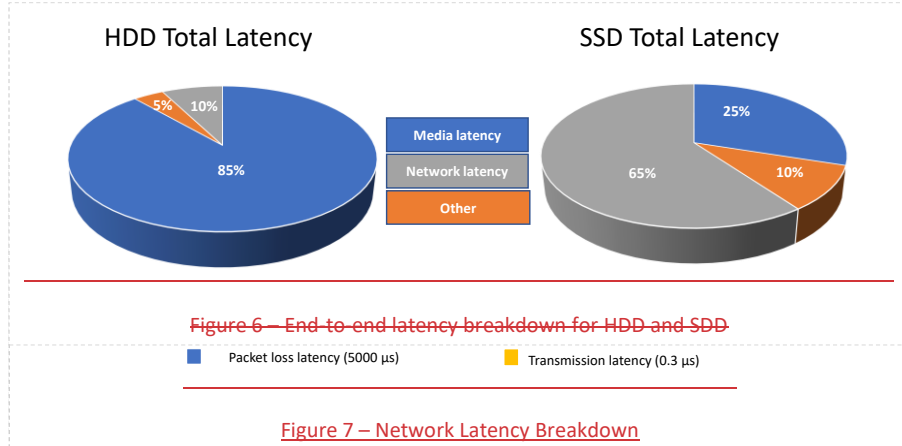 HDD Total Latency
SSD Total Latency
5%
10%
85%
Media latency
Network latency
Other
25%
10%
65%
Figure 6 – End-to-end latency breakdown for HDD and SDD
Packet loss latency (5000 µs)
Transmission latency (0.3 µs)
Figure 7 – Network Latency Breakdown